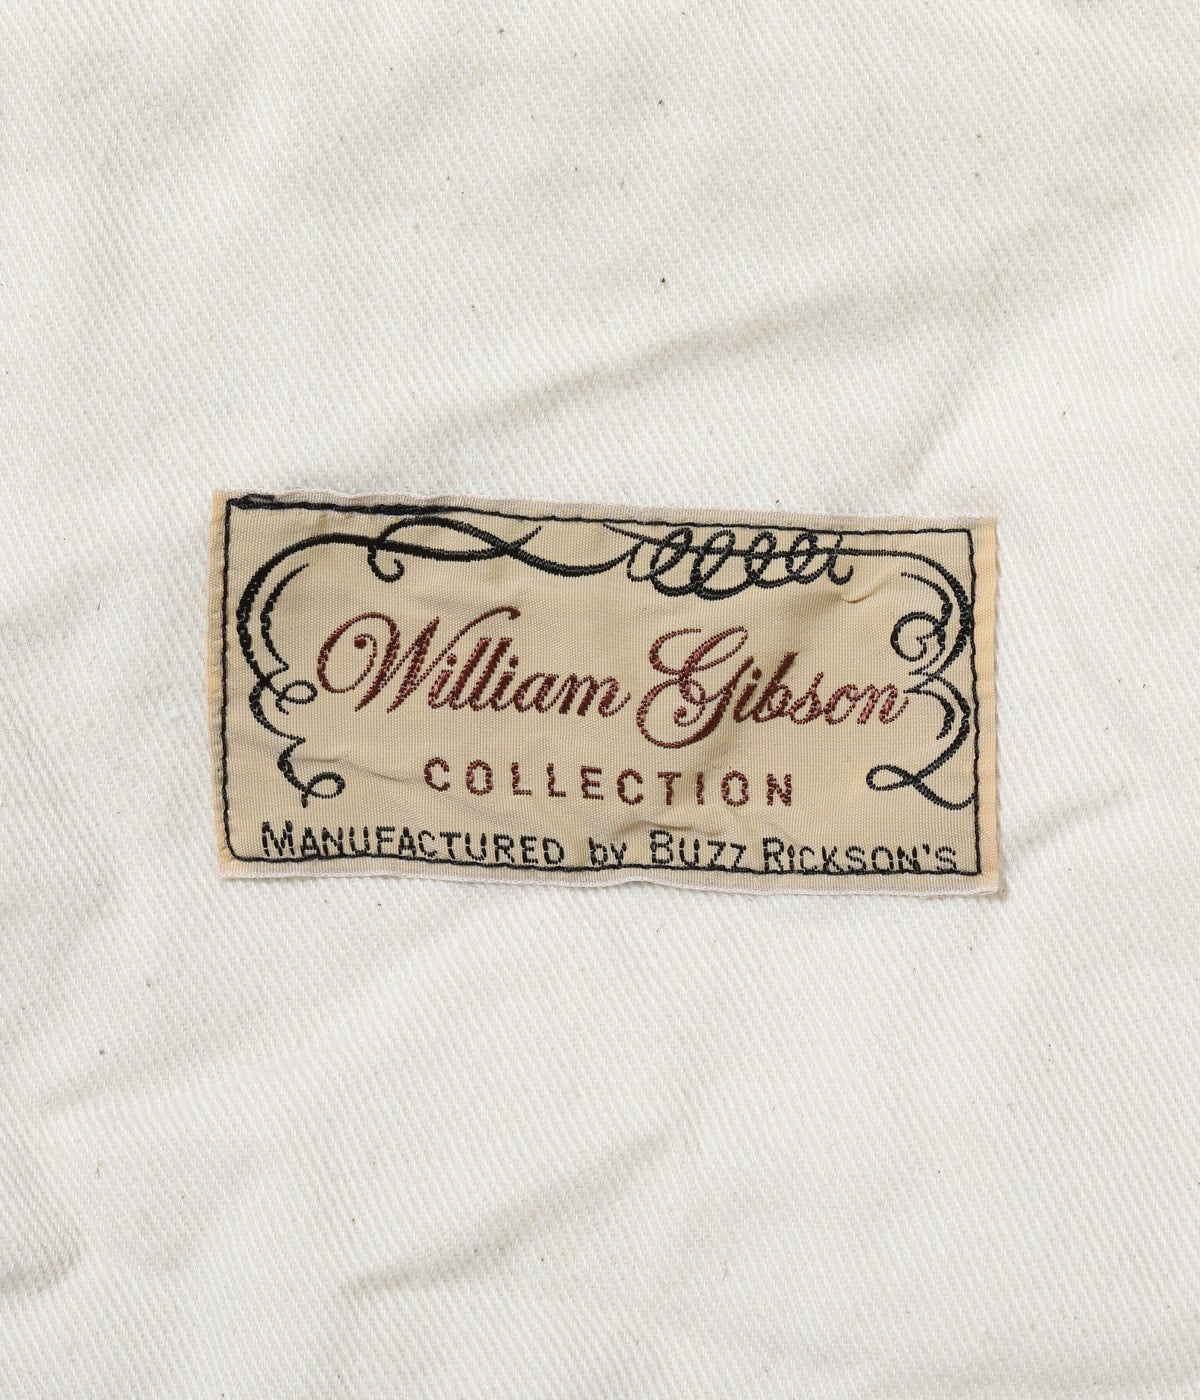 William Gibson
COLLECTION
MANUFACTURED by BUZZ RICKSON'S